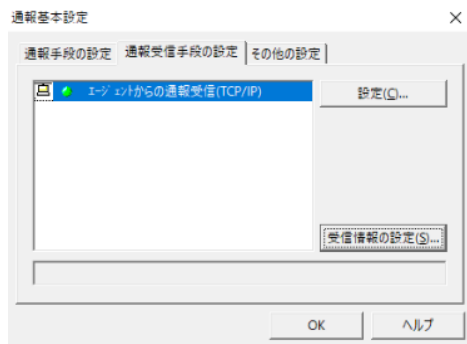 通報基本設定
通報手段の設定 通報受信手段の設定 その他の設定
エージェントからの通報受信(TCP/IP)
設定(C)...
受信情報の設定(S)...
OK ヘルプ